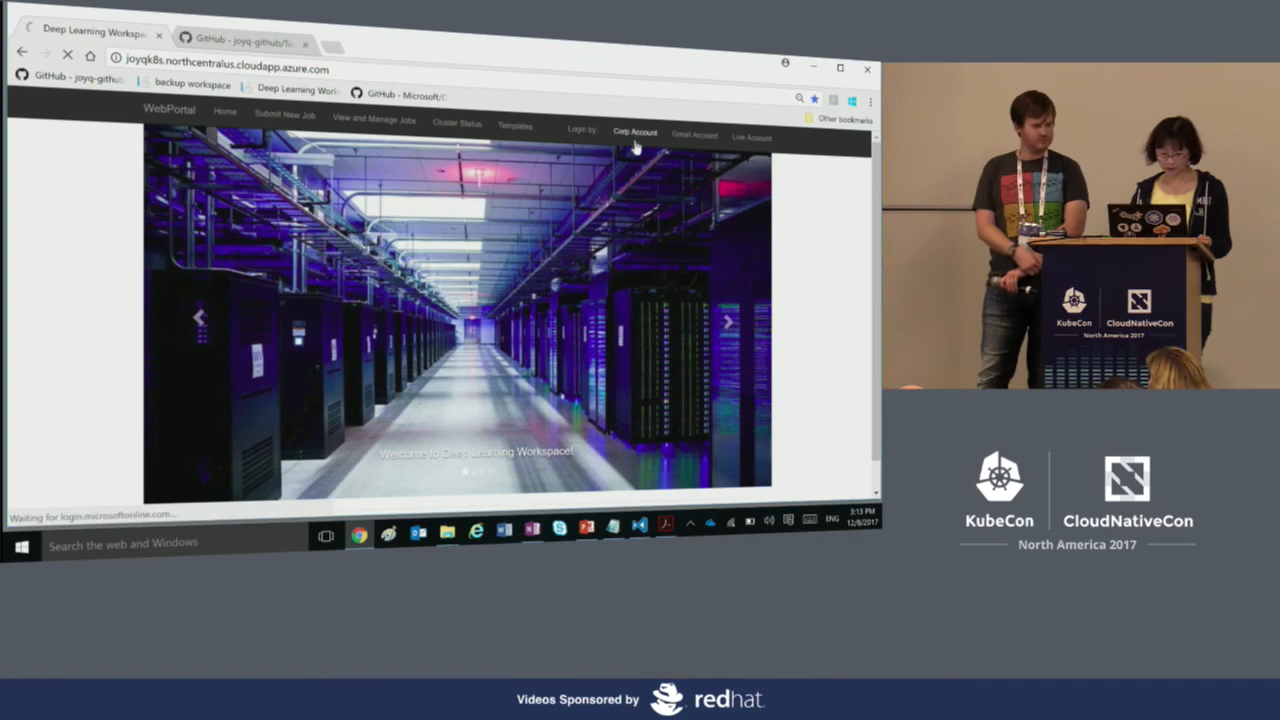 Deep Learning Workspa
GitHub - joyq-github/Te
joyqk8s.northcentralus.cloudapp.azure.com
GitHub - joyq-github
backup workspace
Deep Learning Work
GitHub - Microsoft/D
Other bookmarks
WebPortal
Home
Submit New Job
View and Manage Jobs
Cluster Status
Templates
Login by:
Corp Account
Gmail Account
Live Account
Welcome to Deep Learning Workspace!
Waiting for login.microsoftonline.com...
Search the web and Windows
ENG
3:13 PM
12/8/2017
KubeCon
CloudNativeCon
North America 2017
KubeCon
CloudNativeCon
North America 2017
Videos Sponsored by
redhat